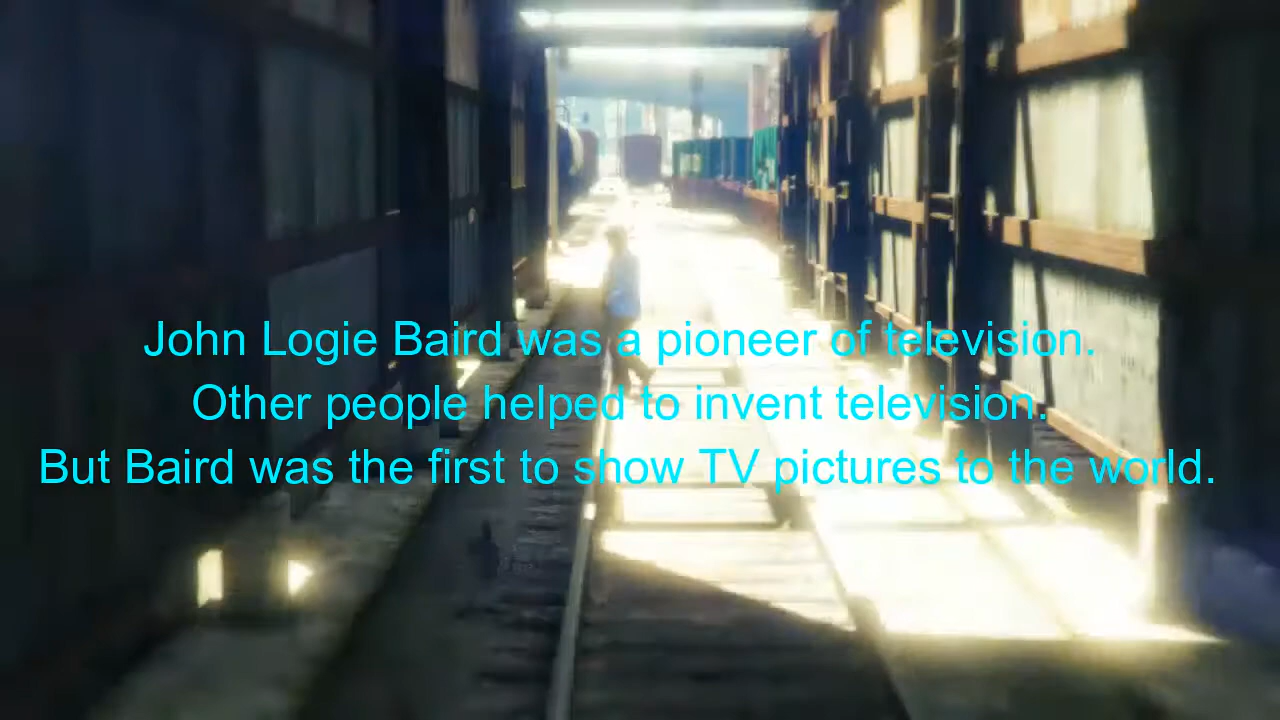 John Logie Baird was a pioneer of television.
Other people helped to invent television.
But Baird was the first to show TV pictures to the world.